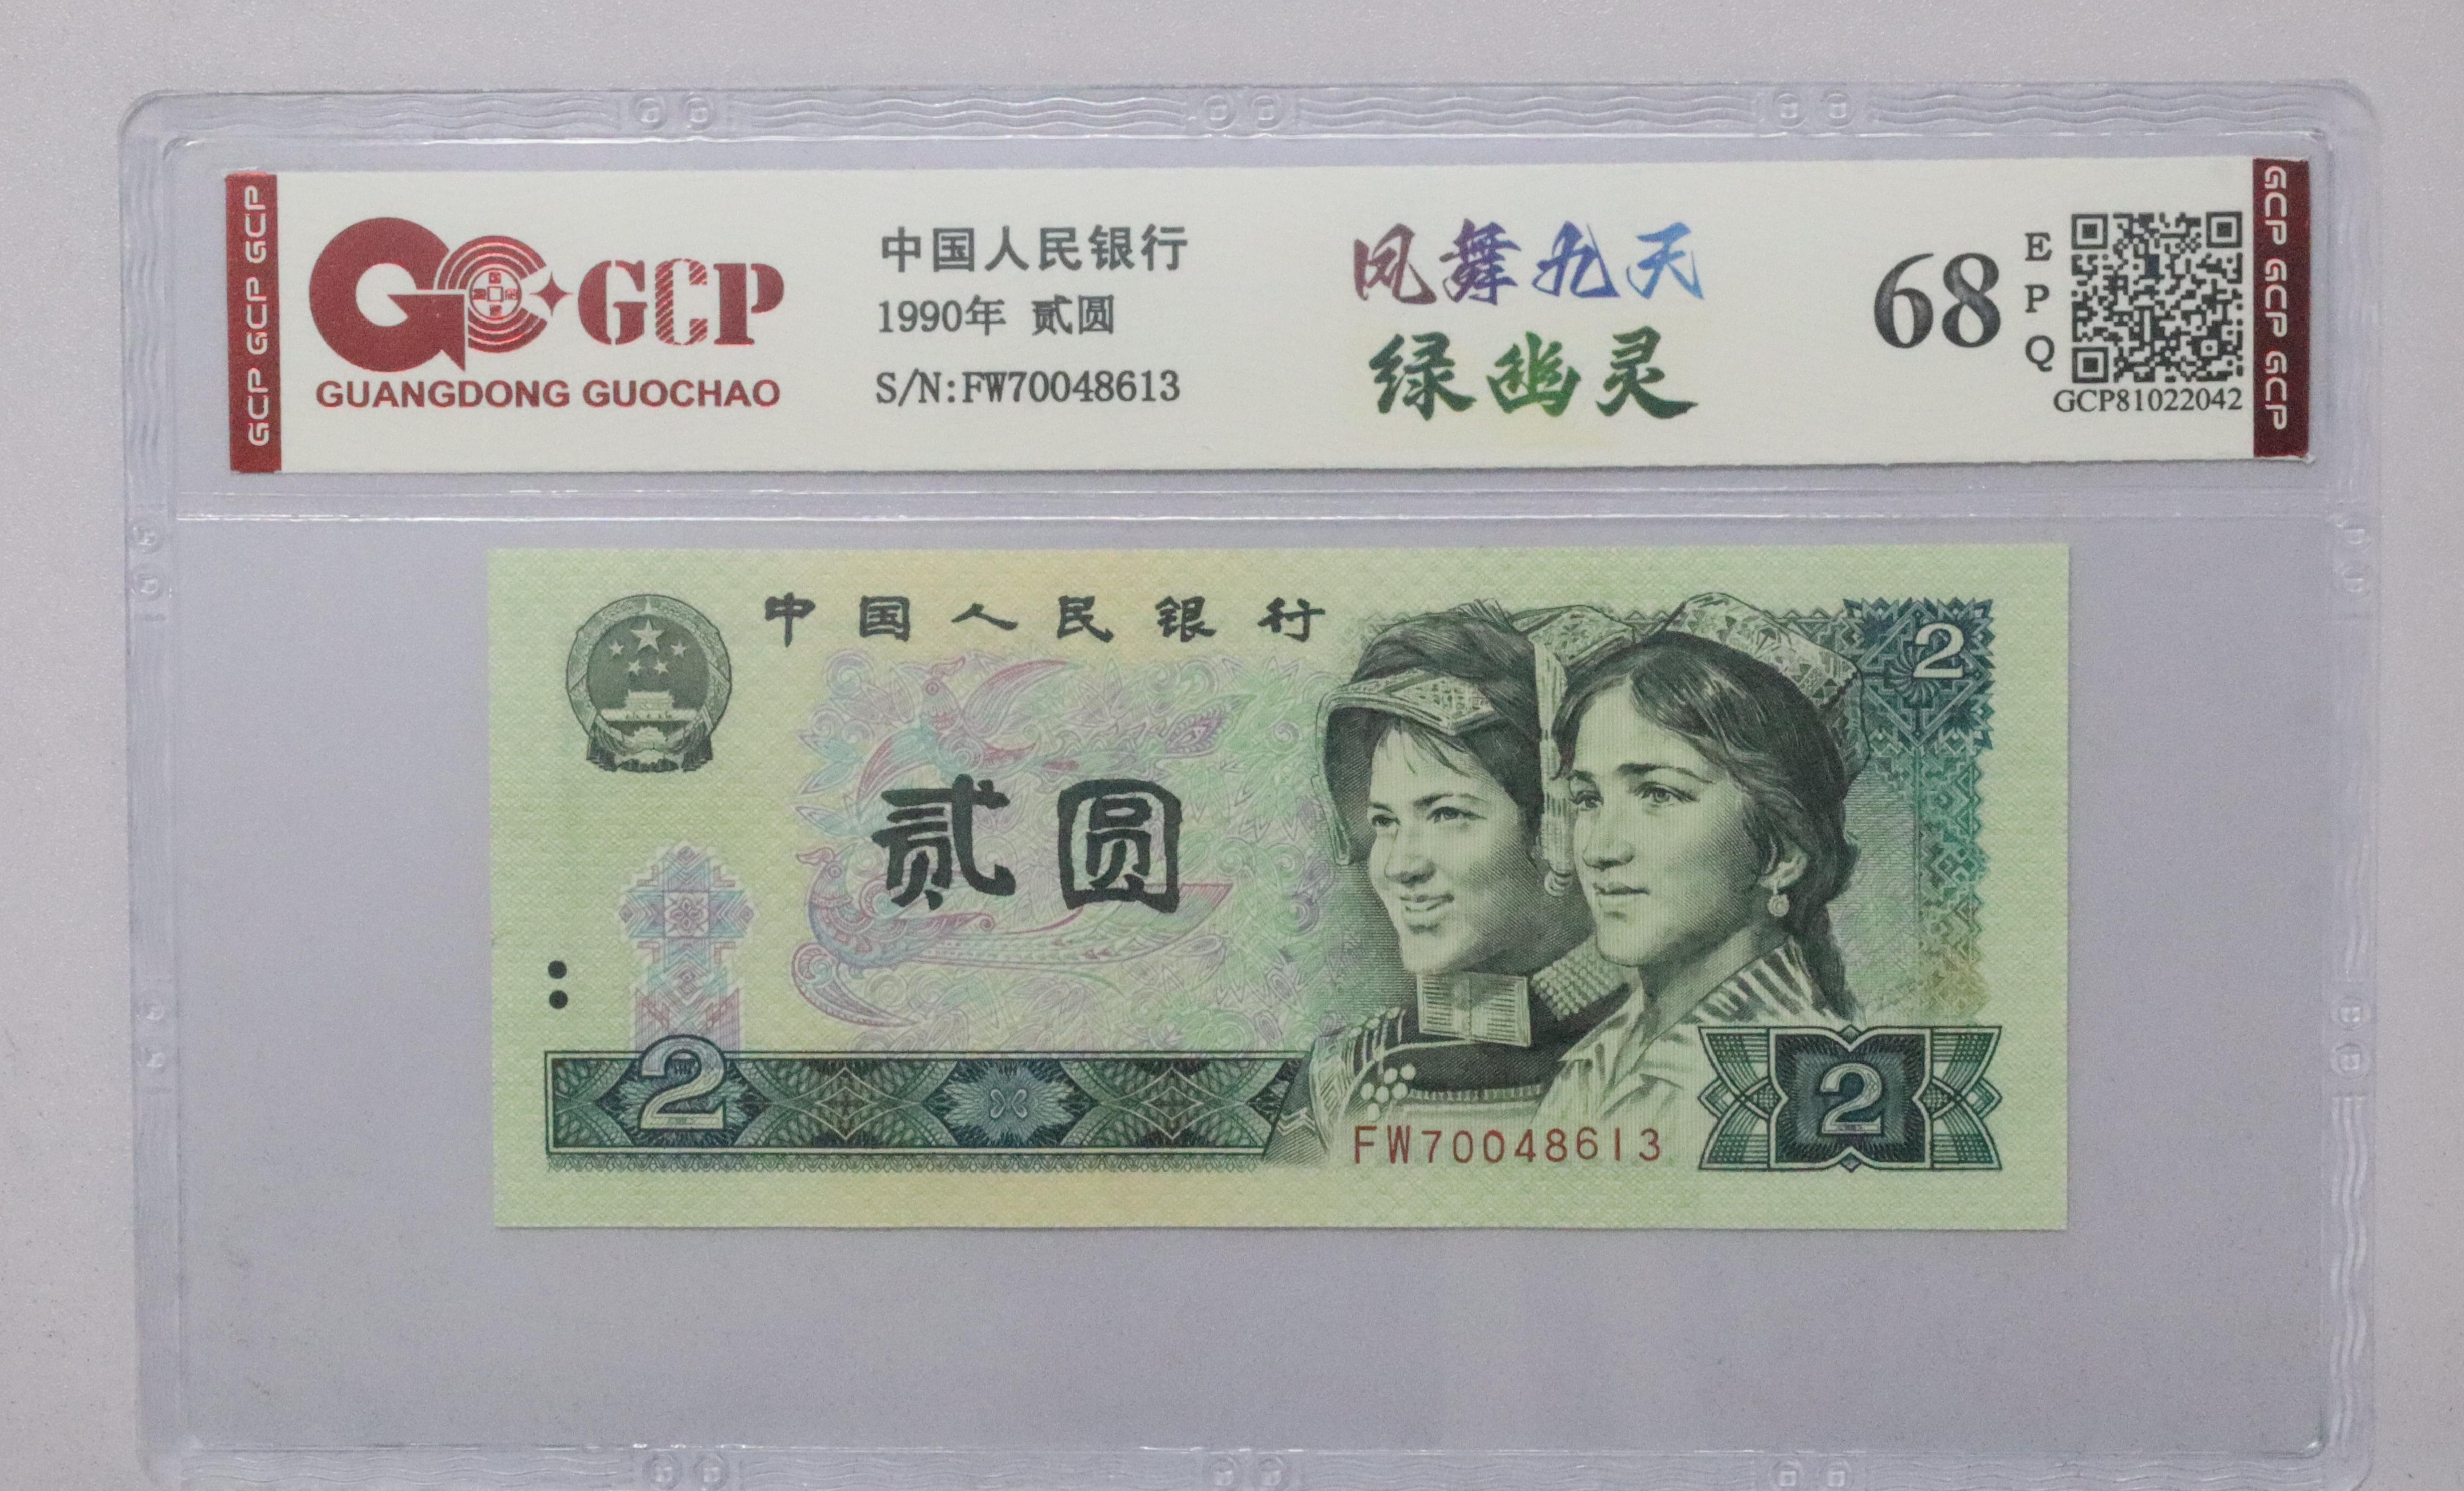 GCP GCP GCP
GCP
GUANGDONG GUOCHAO
中国人民银行
1990年 贰圆
S/N:FW70048613
凤舞九天
绿幽灵
68
EPQ
GCP81022042
GCP GCP GCP
中国人民银行
2
贰圆
2
FW70048613
2